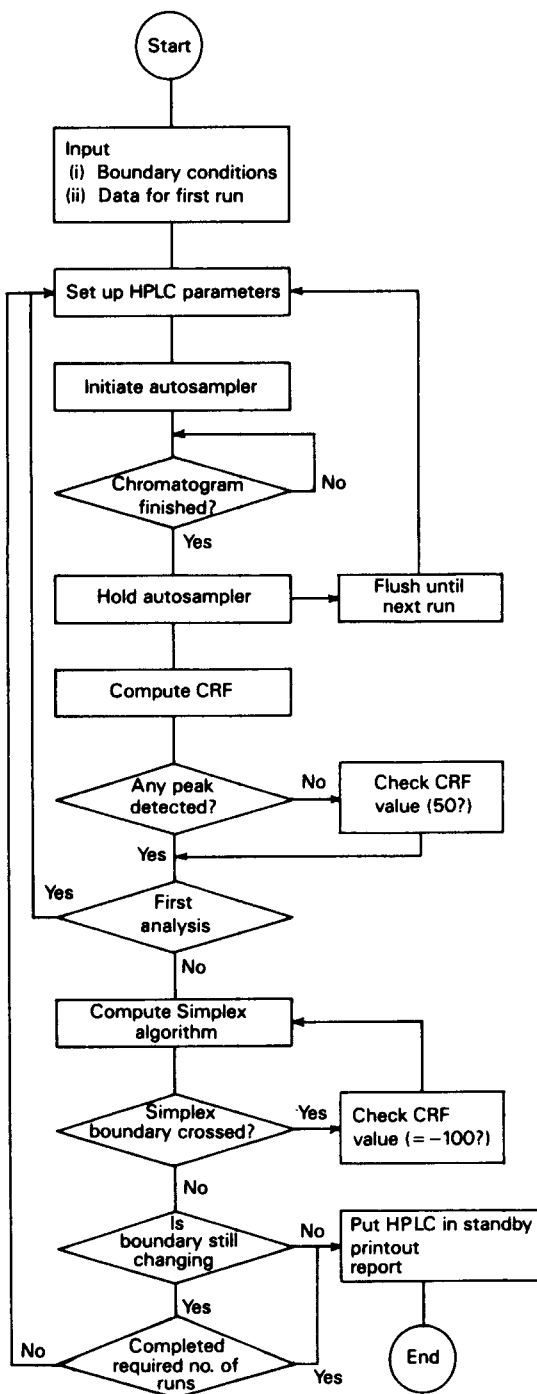 Start
Input
(i) Boundary conditions
(ii) Data for first run
Set up HPLC parameters
Initiate autosampler
Chromatogram
finished?
No
Yes
Hold autosampler
Flush until
next run
Compute CRF
Any peak
detected?
No
Check CRF
value (50?)
Yes
Yes
First
analysis
No
Compute Simplex
algorithm
Simplex
boundary crossed?
Yes
Check CRF
value (= −100?)
No
Is
boundary still
changing
No
Put HPLC in standby
printout
report
Yes
No
Completed
required no. of
runs
Yes
End